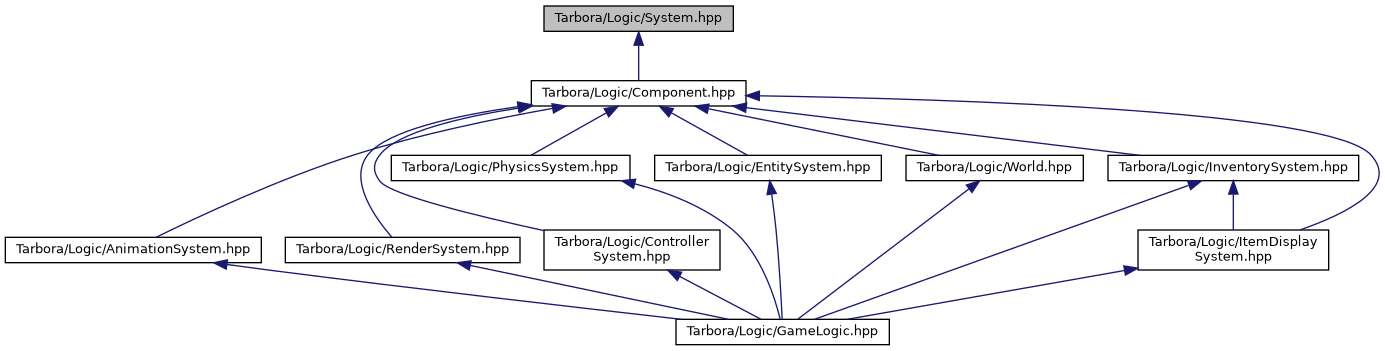 Tarbora/Logic/System.hpp
Tarbora/Logic/Component.hpp
Tarbora/Logic/PhysicsSystem.hpp
Tarbora/Logic/EntitySystem.hpp
Tarbora/Logic/World.hpp
Tarbora/Logic/InventorySystem.hpp
Tarbora/Logic/AnimationSystem.hpp
Tarbora/Logic/RenderSystem.hpp
Tarbora/Logic/Controller
System.hpp
Tarbora/Logic/ItemDisplay
System.hpp
Tarbora/Logic/GameLogic.hpp